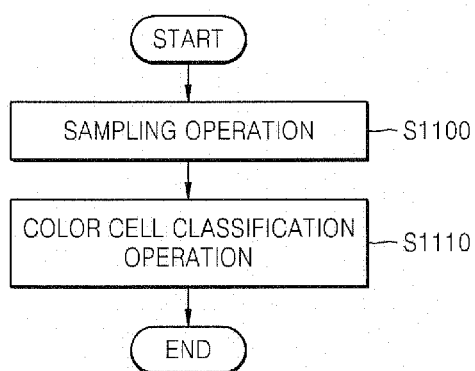 START
SAMPLING OPERATION
S1100
COLOR CELL CLASSIFICATION
OPERATION
S1110
END